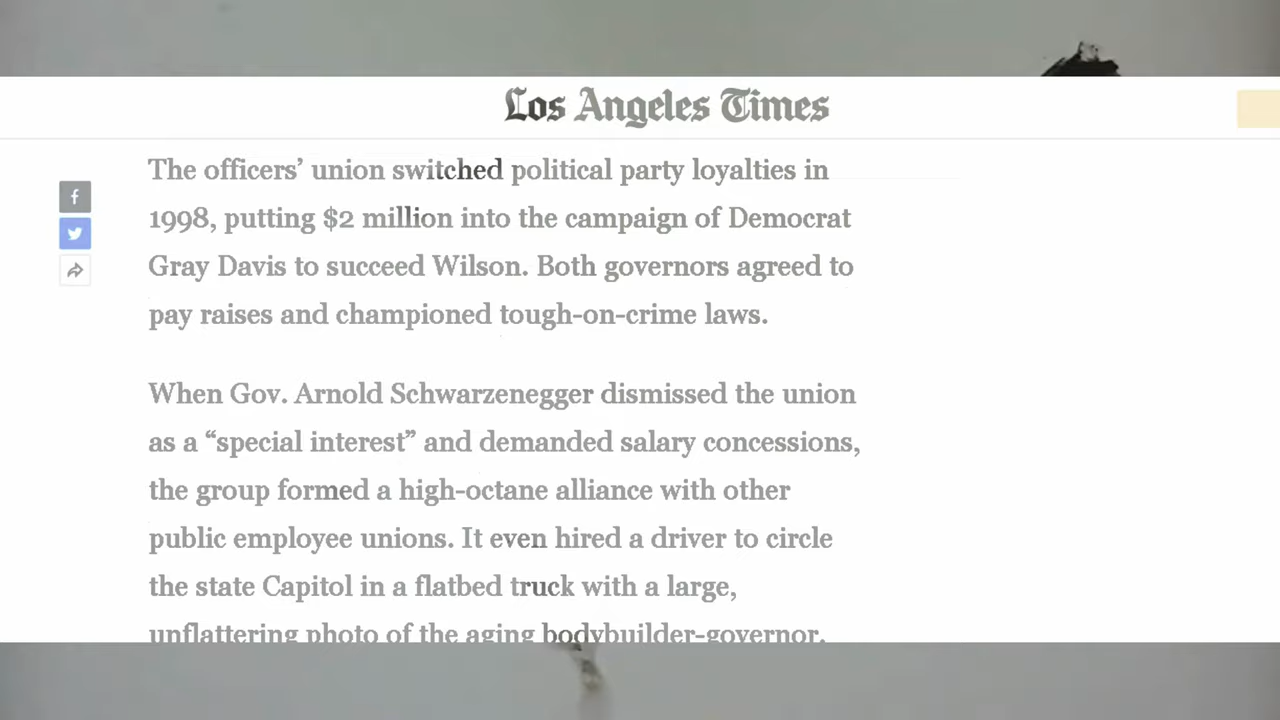 Los Angeles Times
The officers’ union switched political party loyalties in
1998, putting $2 million into the campaign of Democrat
Gray Davis to succeed Wilson. Both governors agreed to
pay raises and championed tough-on-crime laws.
When Gov. Arnold Schwarzenegger dismissed the union
as a “special interest” and demanded salary concessions,
the group formed a high-octane alliance with other
public employee unions. It even hired a driver to circle
the state Capitol in a flatbed truck with a large,
unflattering photo of the aging bodybuilder-governor.